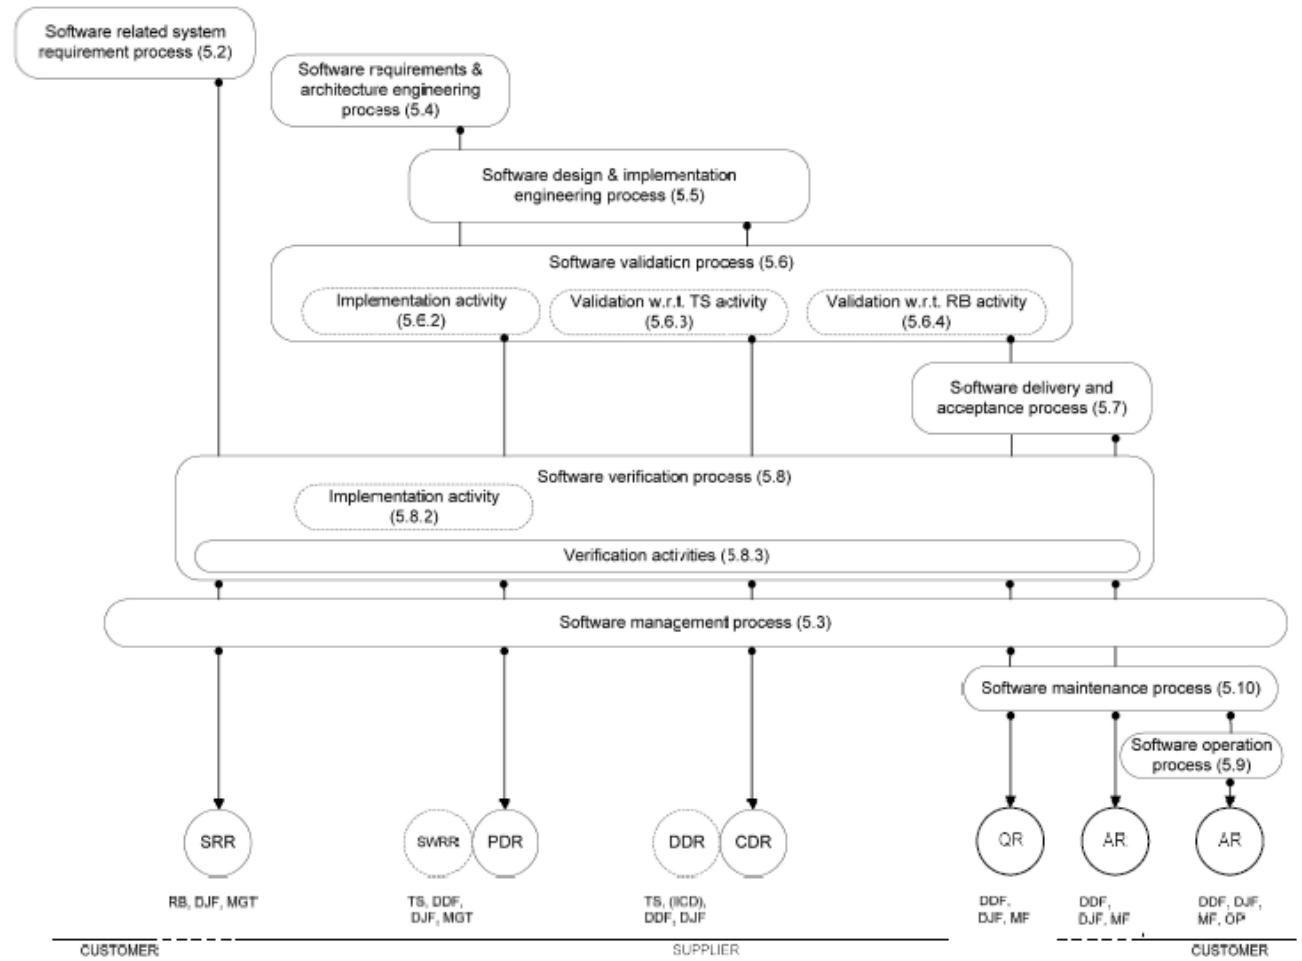 Software related system
requirement process (5.2)
Software requirements &
architecture engineering
process (5.4)
Software design & implementation
engineering process (5.5)
Software validation process (5.6)
Implementation activity
(5.6.2)
Validation w.r.t. TS activity
(5.6.3)
Validation w.r.t. RB activity
(5.6.4)
Software delivery and
acceptance process (5.7)
Software verification process (5.8)
Implementation activity
(5.8.2)
Verification activities (5.8.3)
Software management process (5.3)
Software maintenance process (5.10)
Software operation
process (5.9)
SRR
SWRR
PDR
DDR
CDR
QR
AR
AR
RB, DJF, MGT
TS, DDF,
DJF, MGT
TS, (ICD),
DDF, DJF
DDF,
DJF, MF
DDF,
DJF, MF
DDF, DJF,
MF, OP
CUSTOMER
SUPPLIER
CUSTOMER